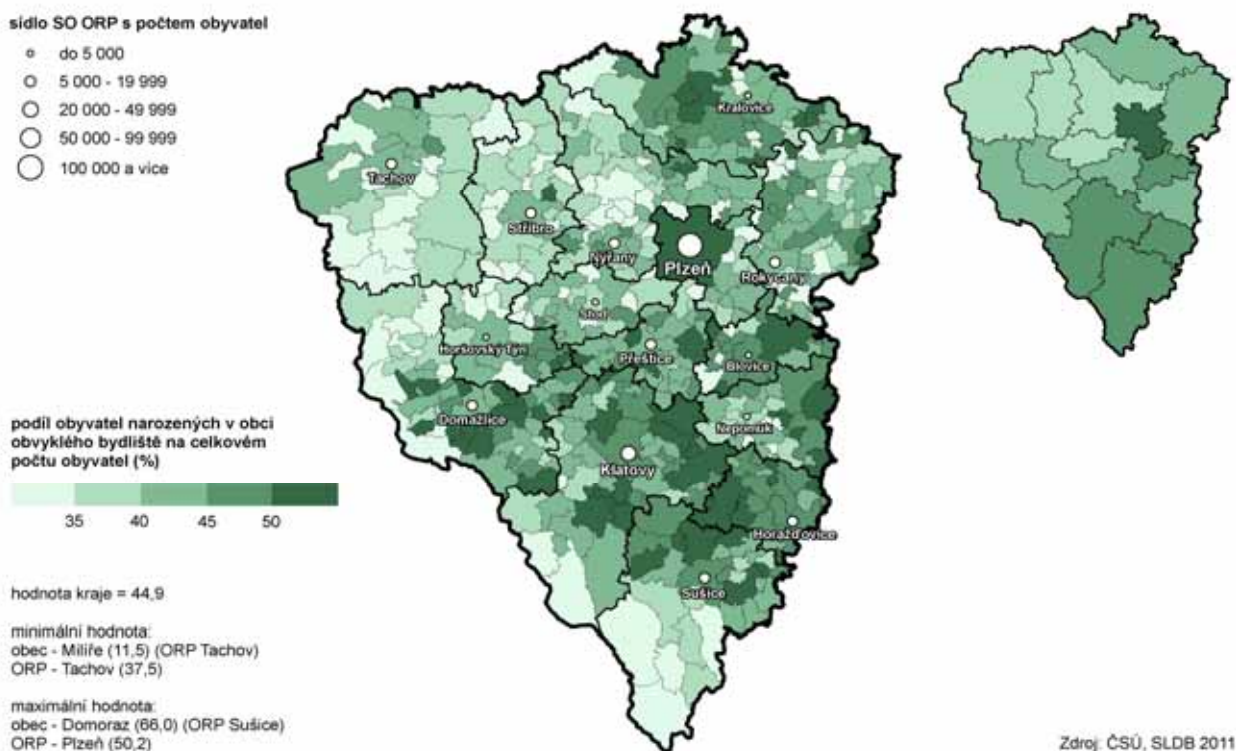 sídlo SO ORP s počtem obyvatel
do 5 000
5 000 - 19 999
20 000 - 49 999
50 000 - 99 999
100 000 a více
Kralovice
Tachov
Stříbro
Nýřany
Plzeň
Rokycany
Stod
Horšovský Týn
Přeštice
Blovice
Domažlice
Nepomuk
Klatovy
Horažďovice
Sušice
podíl obyvatel narozených v obci
obvyklého bydliště na celkovém
počtu obyvatel (%)
35 40 45 50
hodnota kraje = 44,9
minimální hodnota:
obec - Milíře (11,5) (ORP Tachov)
ORP - Tachov (37,5)
maximální hodnota:
obec - Domoraz (66,0) (ORP Sušice)
ORP - Plzeň (50,2)
Zdroj: ČSÚ, SLDB 2011